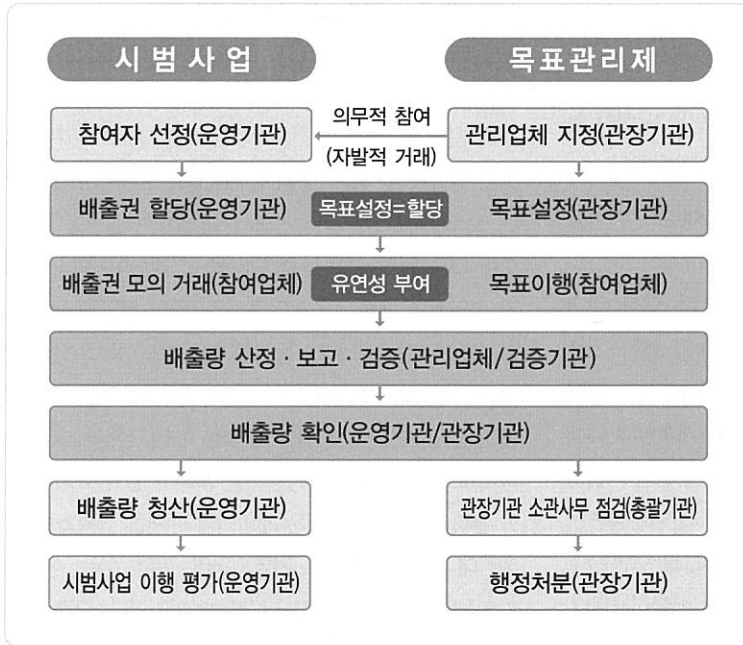 시범사업
목표관리제
참여자 선정(운영기관)
의무적 참여
(자발적 거래)
관리업체 지정(관장기관)
배출권 할당(운영기관)
목표설정=할당
목표설정(관장기관)
배출권 모의 거래(참여업체)
유연성 부여
목표이행(참여업체)
배출량 산정·보고·검증(관리업체/검증기관)
배출량 확인(운영기관/관장기관)
배출량 청산(운영기관)
관장기관 소관사무 점검(총괄기관)
시범사업 이행 평가(운영기관)
행정처분(관장기관)